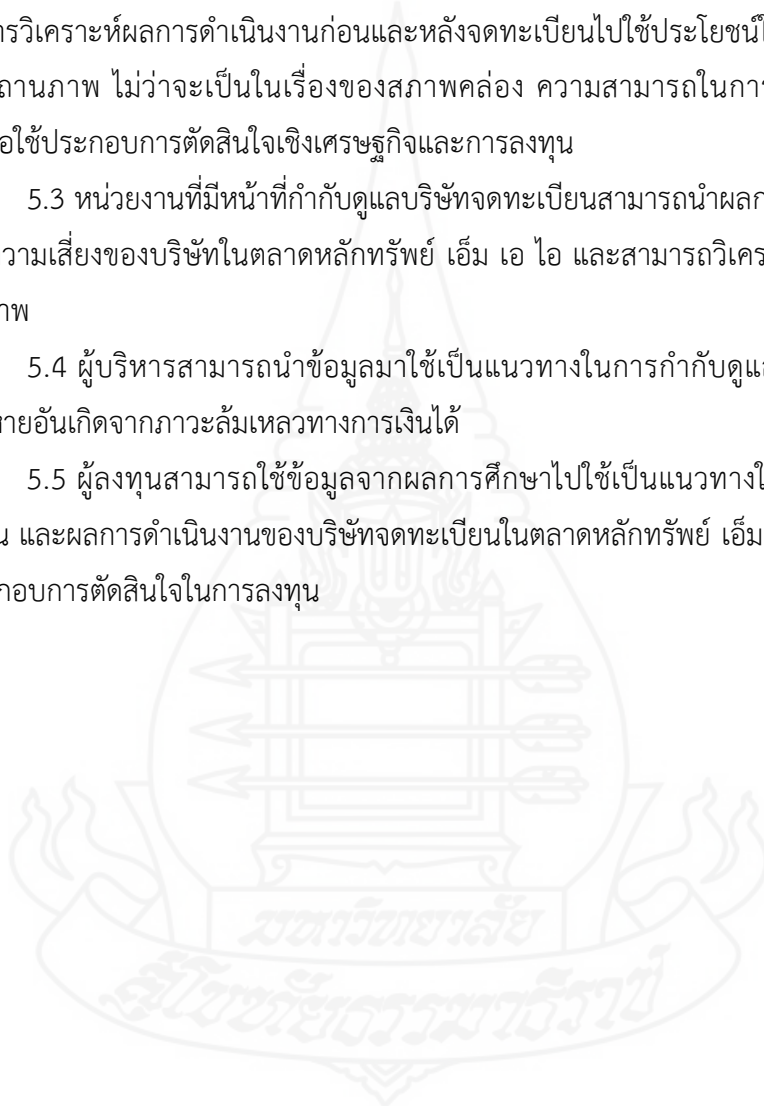 ารวิเคราะห์ผลการดำเนินงานก่อนและหลังจดทะเบียนไปใช้ประโยชน์ใ
ถานภาพ ไม่ว่าจะเป็นในเรื่องของสภาพคล่อง ความสามารถในการ
อใช้ประกอบการตัดสินใจเชิงเศรษฐกิจและการลงทุน
5.3 หน่วยงานที่มีหน้าที่กำกับดูแลบริษัทจดทะเบียนสามารถนำผลก
วามเสี่ยงของบริษัทในตลาดหลักทรัพย์ เอ็ม เอ ไอ และสามารถวิเคร
าพ
5.4 ผู้บริหารสามารถนำข้อมูลมาใช้เป็นแนวทางในการกำกับดูแ
หายอันเกิดจากภาวะล้มเหลวทางการเงินได้
5.5 ผู้ลงทุนสามารถใช้ข้อมูลจากผลการศึกษาไปใช้เป็นแนวทางใ
น และผลการดำเนินงานของบริษัทจดทะเบียนในตลาดหลักทรัพย์ เอ็ม
กอบการตัดสินใจในการลงทุน
มหาวิทยาลัย
สุโขทัยธรรมาธิราช